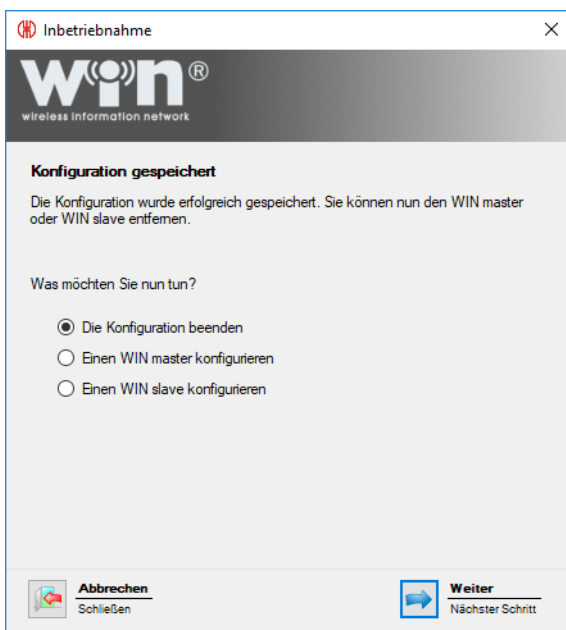 Inbetriebnahme
win®
wireless information network
Konfiguration gespeichert
Die Konfiguration wurde erfolgreich gespeichert. Sie können nun den WIN master
oder WIN slave entfernen.
Was möchten Sie nun tun?
Die Konfiguration beenden
Einen WIN master konfigurieren
Einen WIN slave konfigurieren
Abbrechen
Schließen
Weiter
Nächster Schritt